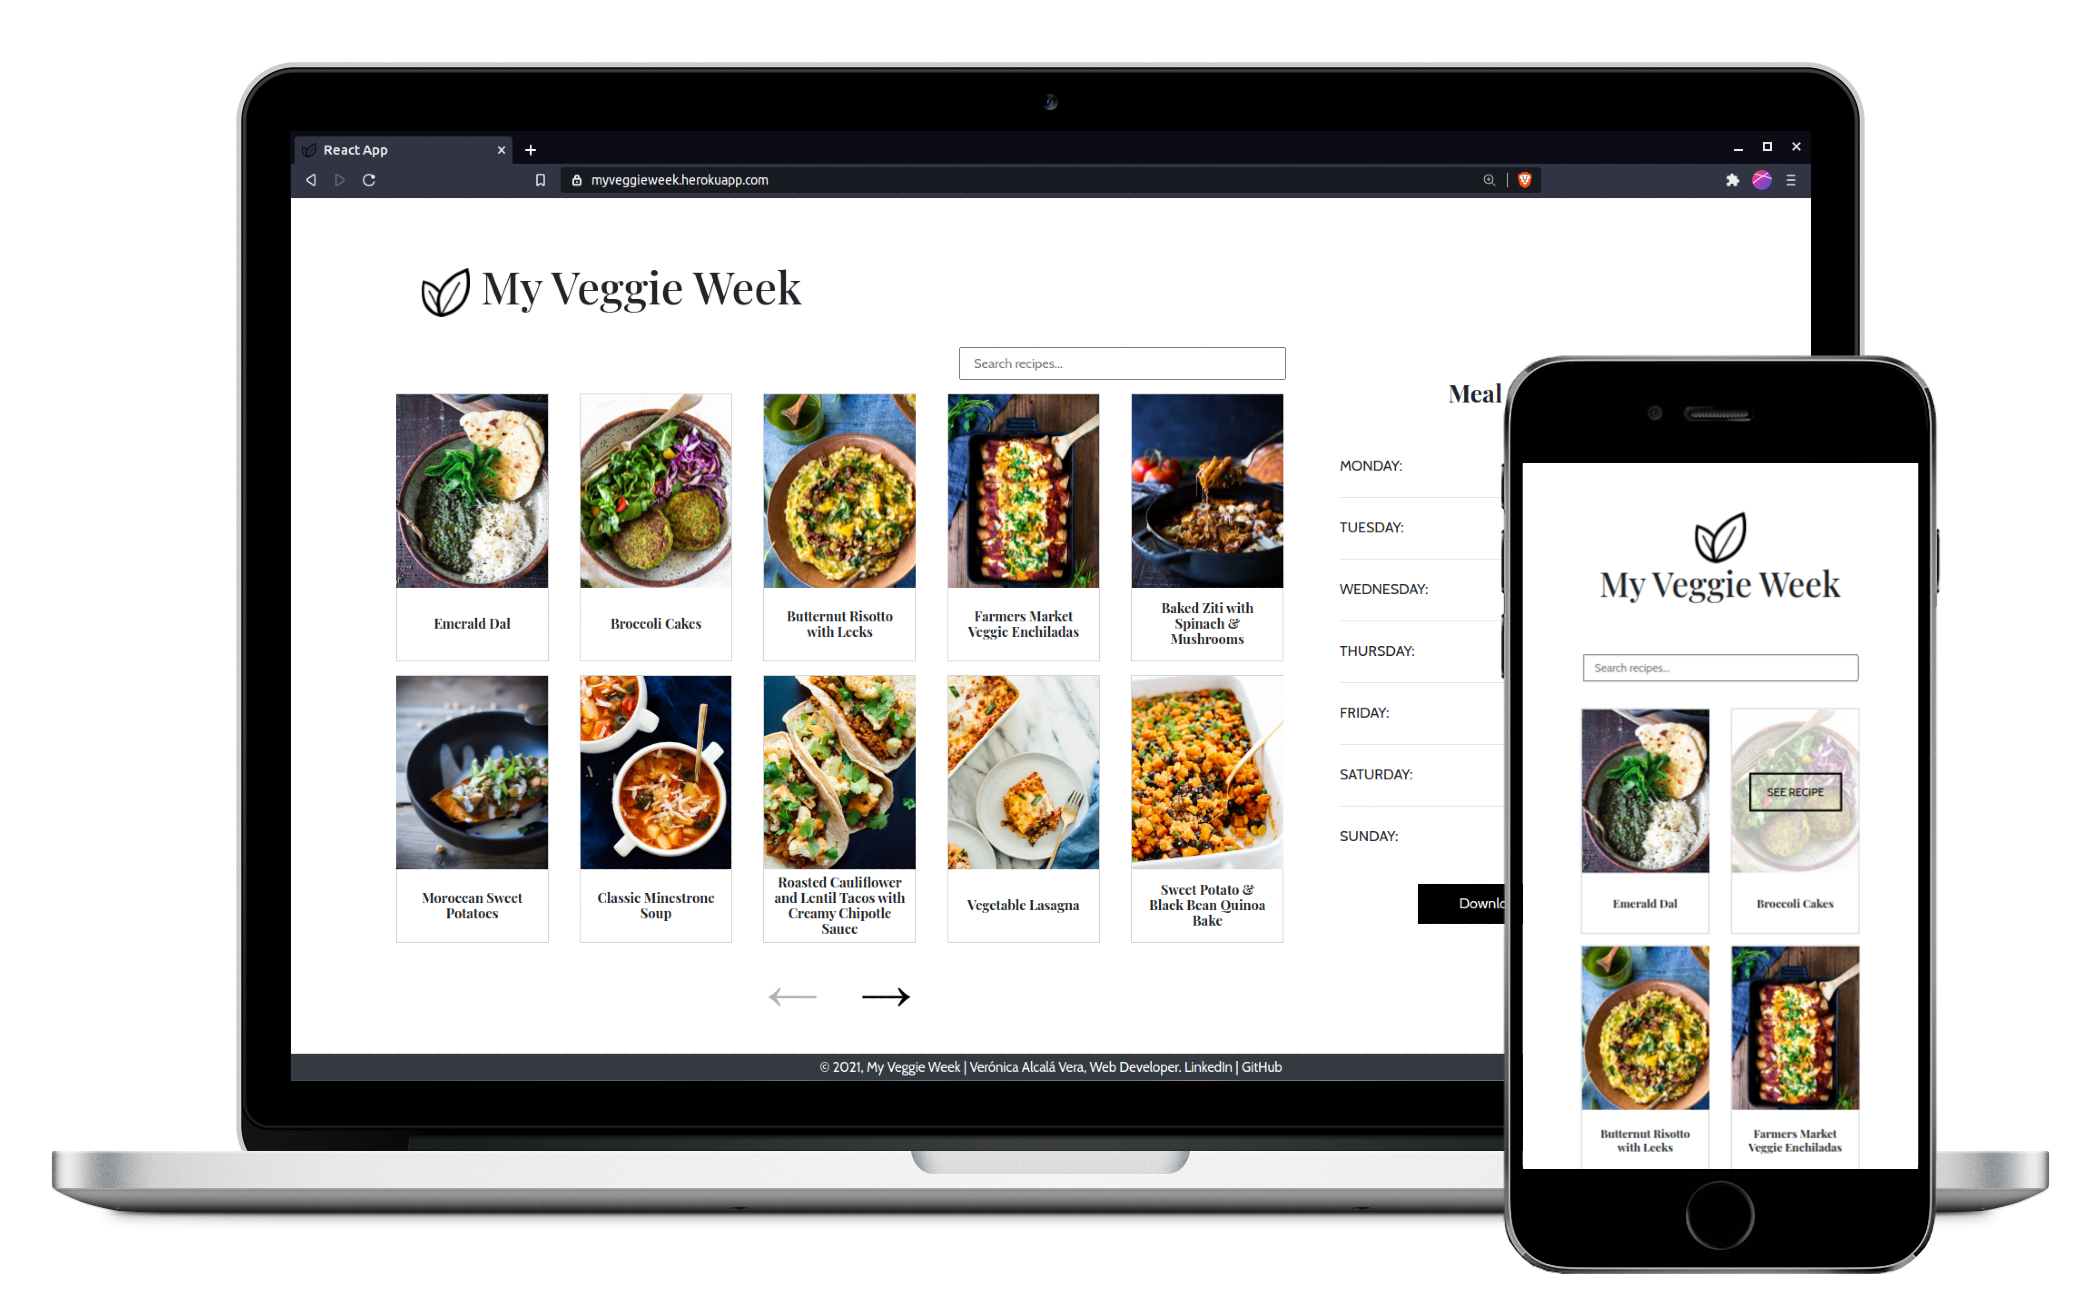 React App
myveggieweek.herokuapp.com
My Veggie Week
Search recipes...
Emerald Dal
Broccoli Cakes
Butternut Risotto
with Leeks
Farmers Market
Veggie Enchiladas
Baked Ziti with
Spinach &
Mushrooms
Moroccan Sweet
Potatoes
Classic Minestrone
Soup
Roasted Cauliflower
and Lentil Tacos with
Creamy Chipotle
Sauce
Vegetable Lasagna
Sweet Potato &
Black Bean Quinoa
Bake
Meal
MONDAY:
TUESDAY:
WEDNESDAY:
THURSDAY:
FRIDAY:
SATURDAY:
SUNDAY:
© 2021, My Veggie Week | Verónica Alcalá Vera, Web Developer. LinkedIn | GitHub
My Veggie Week
Search recipes...
Emerald Dal
SEE RECIPE
Broccoli Cakes
Butternut Risotto
with Leeks
Farmers Market
Veggie Enchiladas